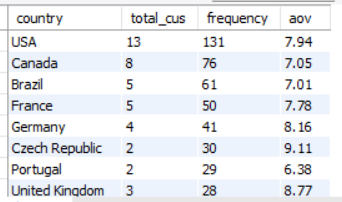 country total_cus frequency aov
USA 13 131 7.94
Canada 8 76 7.05
Brazil 5 61 7.01
France 5 50 7.78
Germany 4 41 8.16
Czech Republic 2 30 9.11
Portugal 2 29 6.38
United Kingdom 3 28 8.77